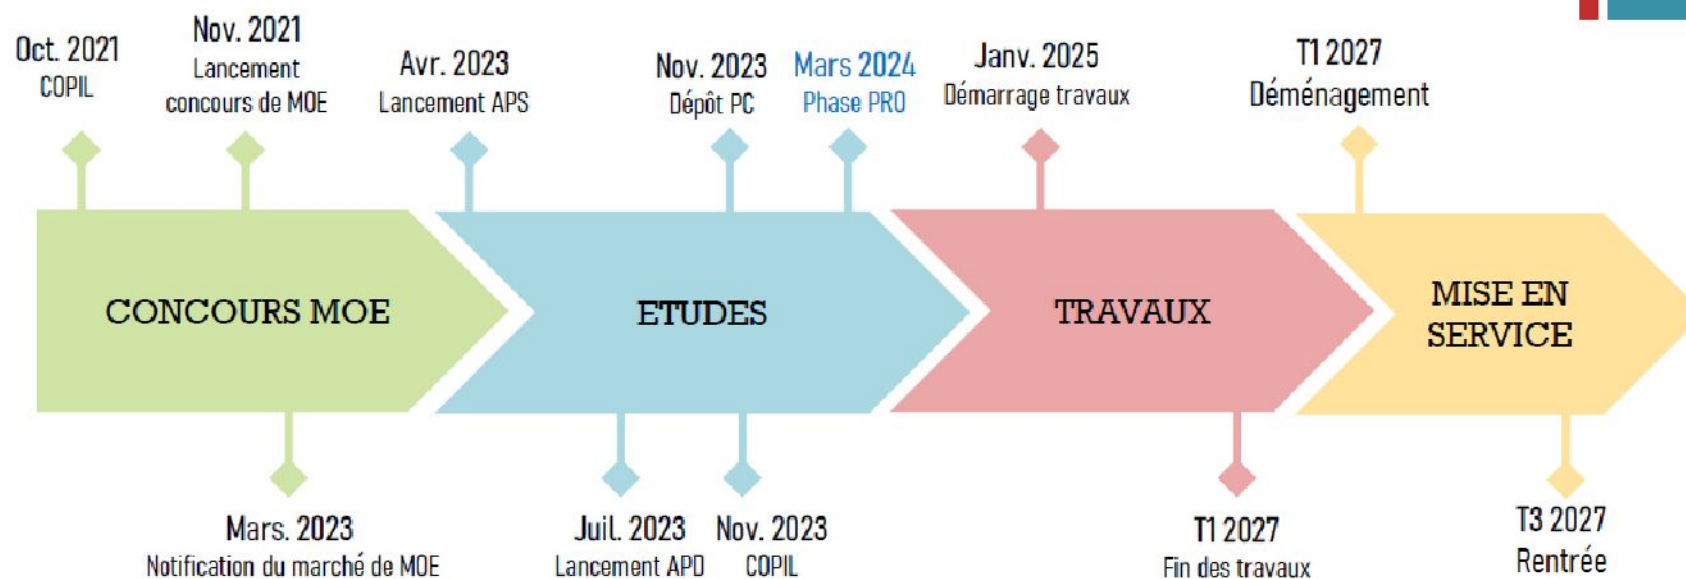 Oct. 2021
COPIL
Nov. 2021
Lancement
concours de MOE
Avr. 2023
Lancement APS
Nov. 2023
Dépôt PC
Mars 2024
Phase PRO
Janv. 2025
Démarrage travaux
T1 2027
Déménagement
CONCOURS MOE
ETUDES
TRAVAUX
MISE EN
SERVICE
Mars. 2023
Notification du marché de MOE
Juil. 2023
Lancement APD
Nov. 2023
COPIL
T1 2027
Fin des travaux
T3 2027
Rentrée